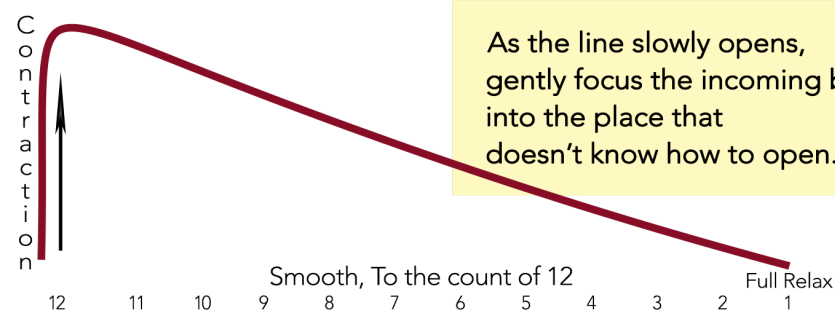 Contraction
As the line slowly opens,
gently focus the incoming
into the place that
doesn't know how to open.
Smooth, To the count of 12
Full Relax
12 11 10 9 8 7 6 5 4 3 2 1